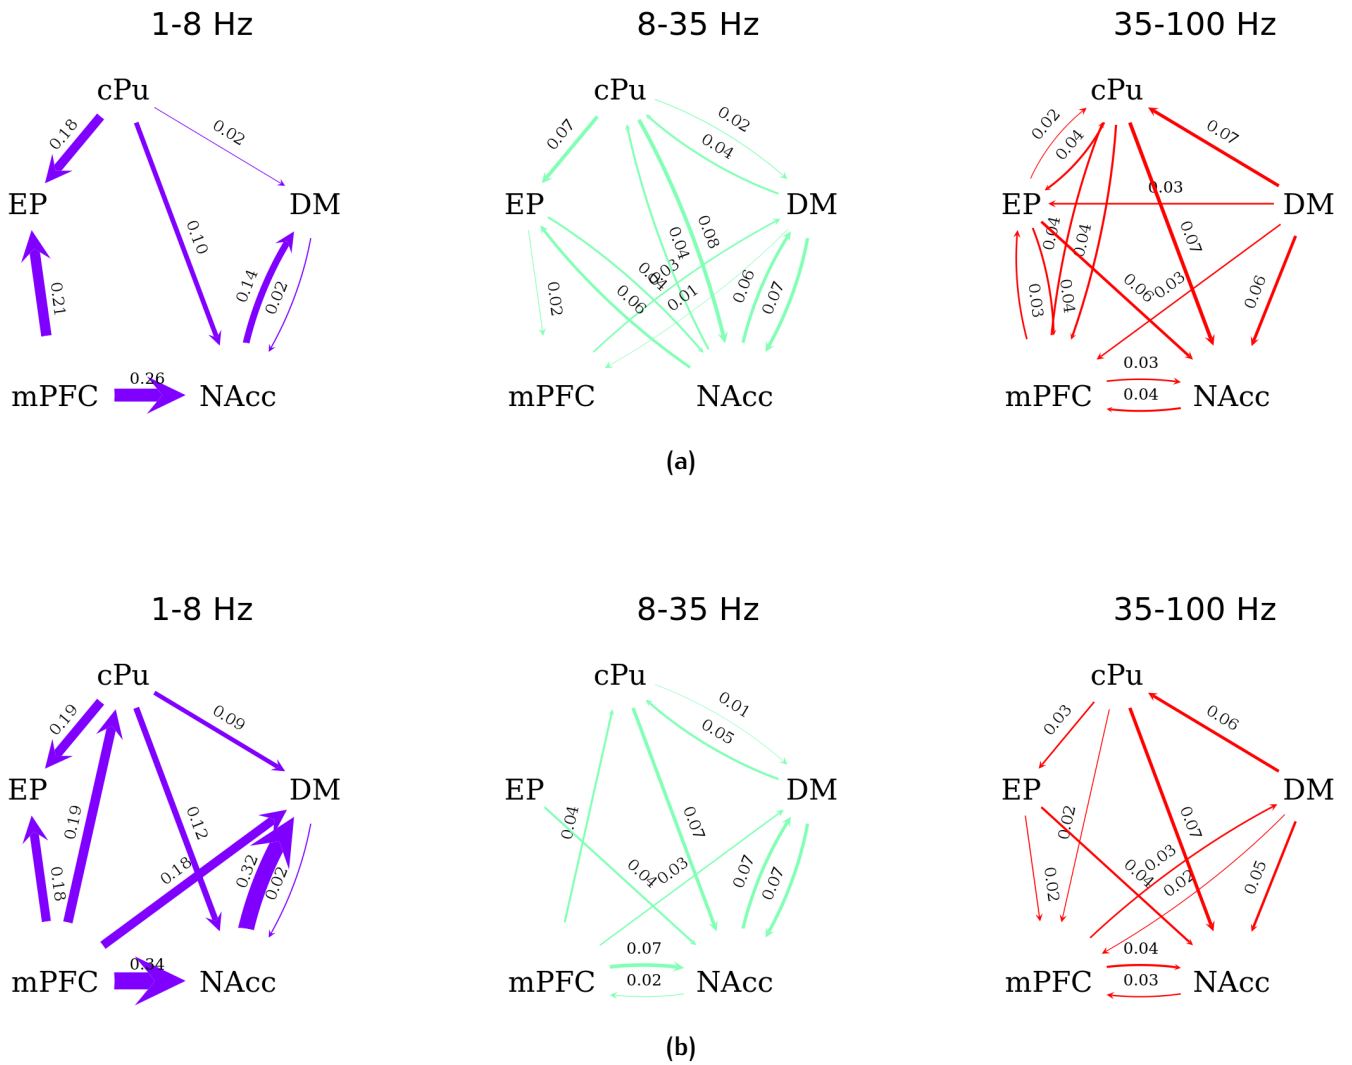 1-8 Hz 8-35 Hz 35-100 Hz
cPu cPu cPu
0.18 0.02 0.07 0.02 0.04 0.02 0.04 0.07
EP DM EP DM EP DM
0.03
0.10 0.04 0.08 0.04 0.04 0.07
0.21 0.14 0.02 0.02 0.06 0.04 0.03 0.01 0.06 0.07 0.03 0.04 0.06 0.03 0.06
0.26 0.03
mPFC NAcc mPFC NAcc mPFC 0.04 NAcc
(a)
1-8 Hz 8-35 Hz 35-100 Hz
cPu cPu cPu
0.19 0.09 0.01 0.05 0.03 0.06
EP DM EP DM EP DM
0.19 0.12 0.04 0.07 0.02 0.07
0.18 0.18 0.32 0.02 0.04 0.03 0.07 0.07 0.02 0.04 0.03 0.02 0.05
0.34 0.07 0.04
mPFC NAcc mPFC 0.02 NAcc mPFC 0.03 NAcc
(b)